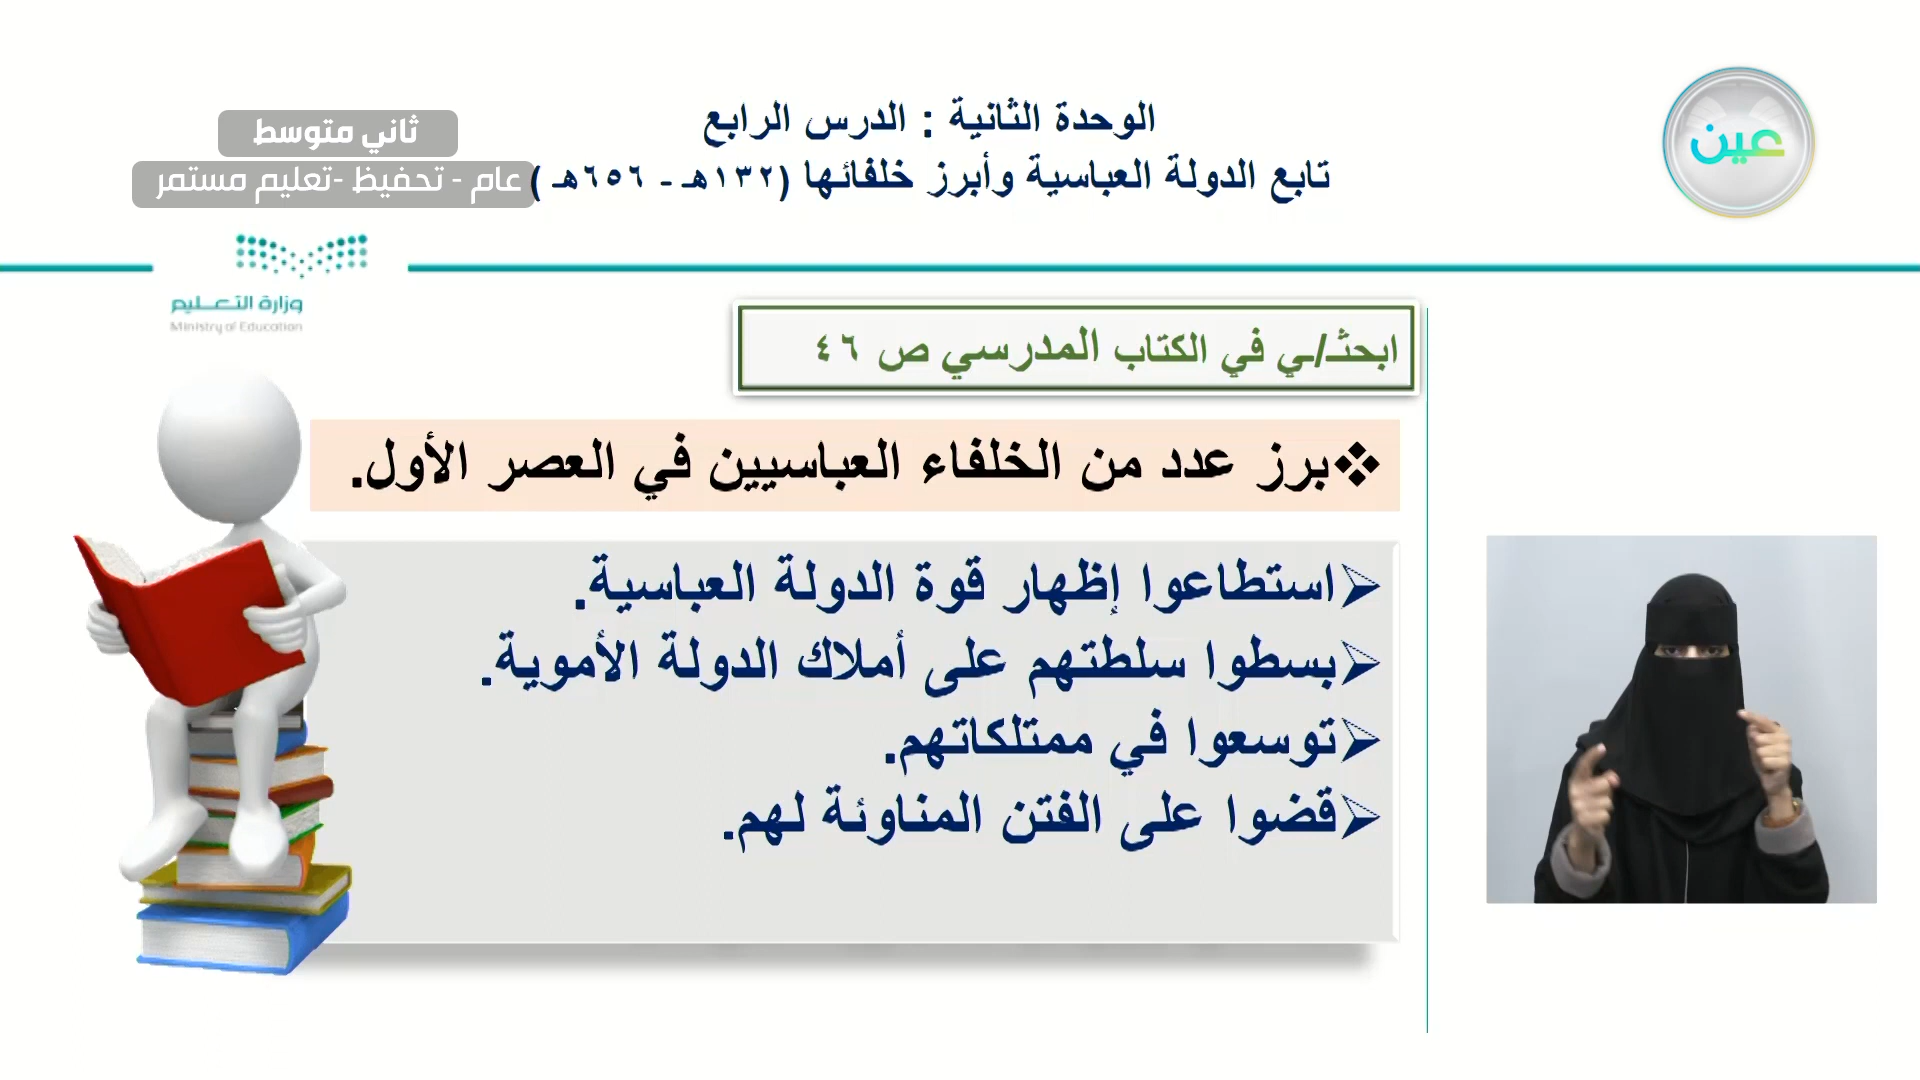 الوحدة الثانية : الدرس الرابع
تابع الدولة العباسية وأبرز خلفائها (١٣٢هـ - ٦٥٦هـ )
عين
ثاني متوسط
عام - تحفيظ -تعليم مستمر
وزارة التعليم
Ministry of Education
ابحثـ/ـي في الكتاب المدرسي ص ٤٦
❖برز عدد من الخلفاء العباسيين في العصر الأول.
➢استطاعوا إظهار قوة الدولة العباسية.
➢بسطوا سلطتهم على أملاك الدولة الأموية.
➢توسعوا في ممتلكاتهم.
➢قضوا على الفتن المناوئة لهم.